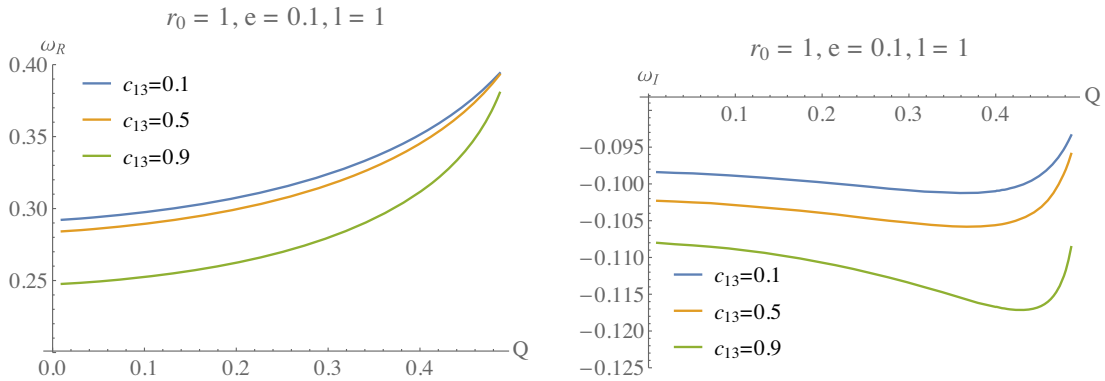 r₀ = 1, e = 0.1, l = 1
ω_R
0.40
0.35
0.30
0.25
c₁₃=0.1
c₁₃=0.5
c₁₃=0.9
Q
0.0 0.1 0.2 0.3 0.4
r₀ = 1, e = 0.1, l = 1
ω_I
Q
0.1 0.2 0.3 0.4
-0.095
-0.100
-0.105
-0.110
-0.115
-0.120
-0.125
c₁₃=0.1
c₁₃=0.5
c₁₃=0.9